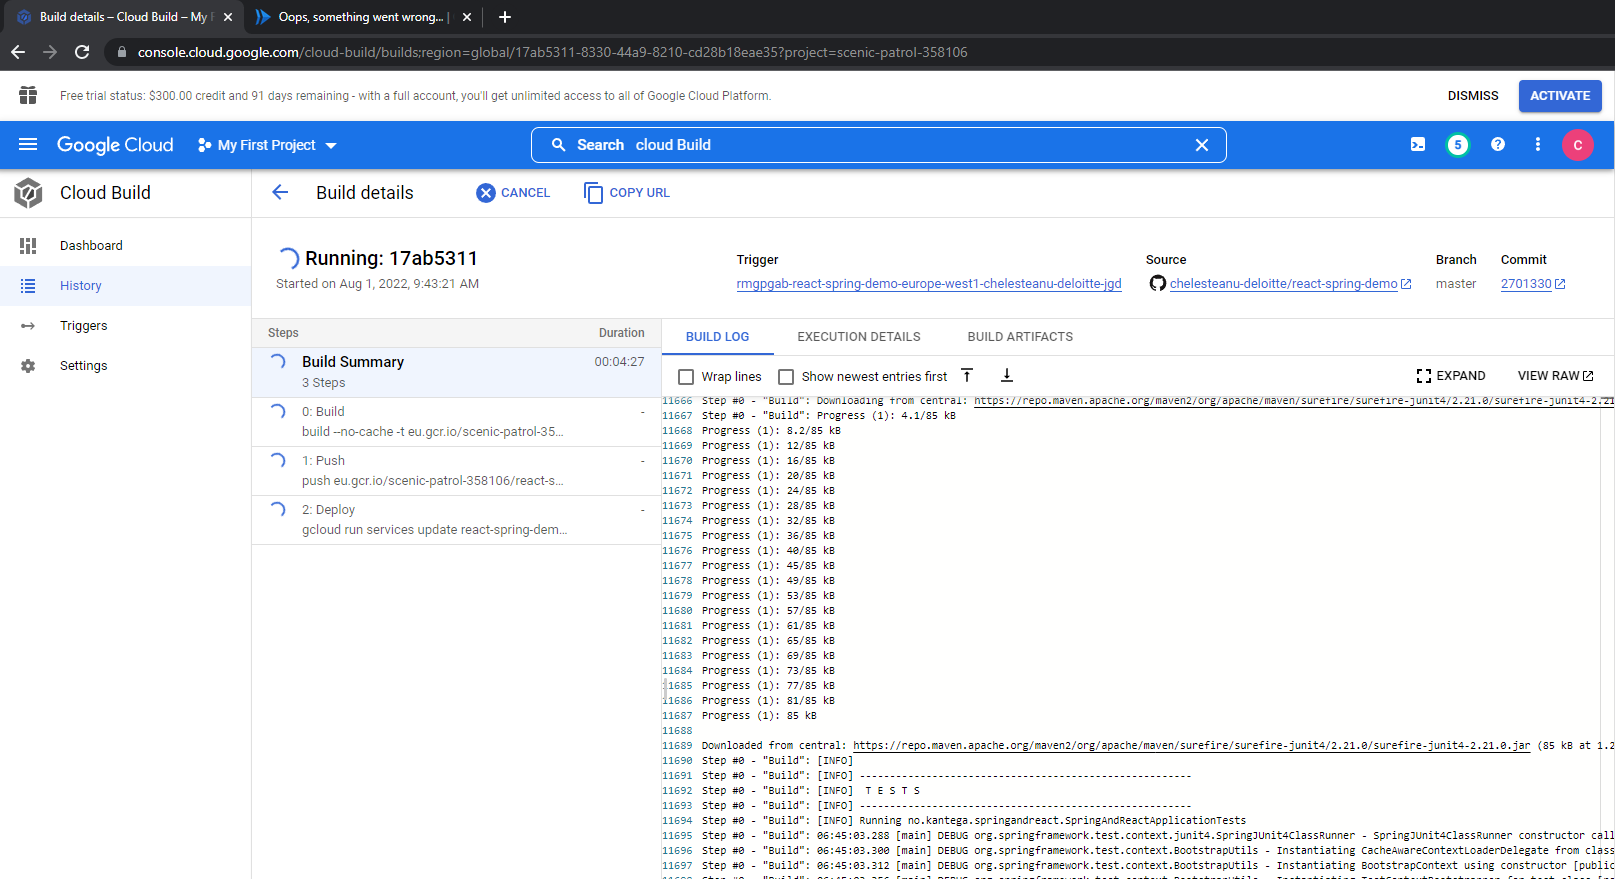 Build details – Cloud Build – My F
Oops, something went wrong... |
console.cloud.google.com/cloud-build/builds;region=global/17ab5311-8330-44a9-8210-cd28b18eae35?project=scenic-patrol-358106
Free trial status: $300.00 credit and 91 days remaining - with a full account, you'll get unlimited access to all of Google Cloud Platform.
DISMISS
ACTIVATE
Google Cloud
My First Project
Search cloud Build
5
C
Cloud Build
Build details
CANCEL
COPY URL
Dashboard
History
Triggers
Settings
Running: 17ab5311
Started on Aug 1, 2022, 9:43:21 AM
Trigger
rmgpgab-react-spring-demo-europe-west1-chelesteanu-deloitte-jgd
Source
chelesteanu-deloitte/react-spring-demo
Branch
master
Commit
2701330
Steps Duration
Build Summary 00:04:27
3 Steps
0: Build -
build --no-cache -t eu.gcr.io/scenic-patrol-35...
1: Push -
push eu.gcr.io/scenic-patrol-358106/react-s...
2: Deploy -
gcloud run services update react-spring-dem...
BUILD LOG
EXECUTION DETAILS
BUILD ARTIFACTS
Wrap lines
Show newest entries first
EXPAND
VIEW RAW
11666 Step #0 - "Build": Downloading from central: https://repo.maven.apache.org/maven2/org/apache/maven/surefire/surefire-junit4/2.21.0/surefire-junit4-2.21
11667 Step #0 - "Build": Progress (1): 4.1/85 kB
11668 Progress (1): 8.2/85 kB
11669 Progress (1): 12/85 kB
11670 Progress (1): 16/85 kB
11671 Progress (1): 20/85 kB
11672 Progress (1): 24/85 kB
11673 Progress (1): 28/85 kB
11674 Progress (1): 32/85 kB
11675 Progress (1): 36/85 kB
11676 Progress (1): 40/85 kB
11677 Progress (1): 45/85 kB
11678 Progress (1): 49/85 kB
11679 Progress (1): 53/85 kB
11680 Progress (1): 57/85 kB
11681 Progress (1): 61/85 kB
11682 Progress (1): 65/85 kB
11683 Progress (1): 69/85 kB
11684 Progress (1): 73/85 kB
11685 Progress (1): 77/85 kB
11686 Progress (1): 81/85 kB
11687 Progress (1): 85 kB
11688
11689 Downloaded from central: https://repo.maven.apache.org/maven2/org/apache/maven/surefire/surefire-junit4/2.21.0/surefire-junit4-2.21.0.jar (85 kB at 1.2
11690 Step #0 - "Build": [INFO]
11691 Step #0 - "Build": [INFO] -------------------------------------------------------
11692 Step #0 - "Build": [INFO]  T E S T S
11693 Step #0 - "Build": [INFO] -------------------------------------------------------
11694 Step #0 - "Build": [INFO] Running no.kantega.springandreact.SpringAndReactApplicationTests
11695 Step #0 - "Build": 06:45:03.288 [main] DEBUG org.springframework.test.context.junit4.SpringJUnit4ClassRunner - SpringJUnit4ClassRunner constructor call
11696 Step #0 - "Build": 06:45:03.300 [main] DEBUG org.springframework.test.context.BootstrapUtils - Instantiating CacheAwareContextLoaderDelegate from class
11697 Step #0 - "Build": 06:45:03.312 [main] DEBUG org.springframework.test.context.BootstrapUtils - Instantiating BootstrapContext using constructor [public